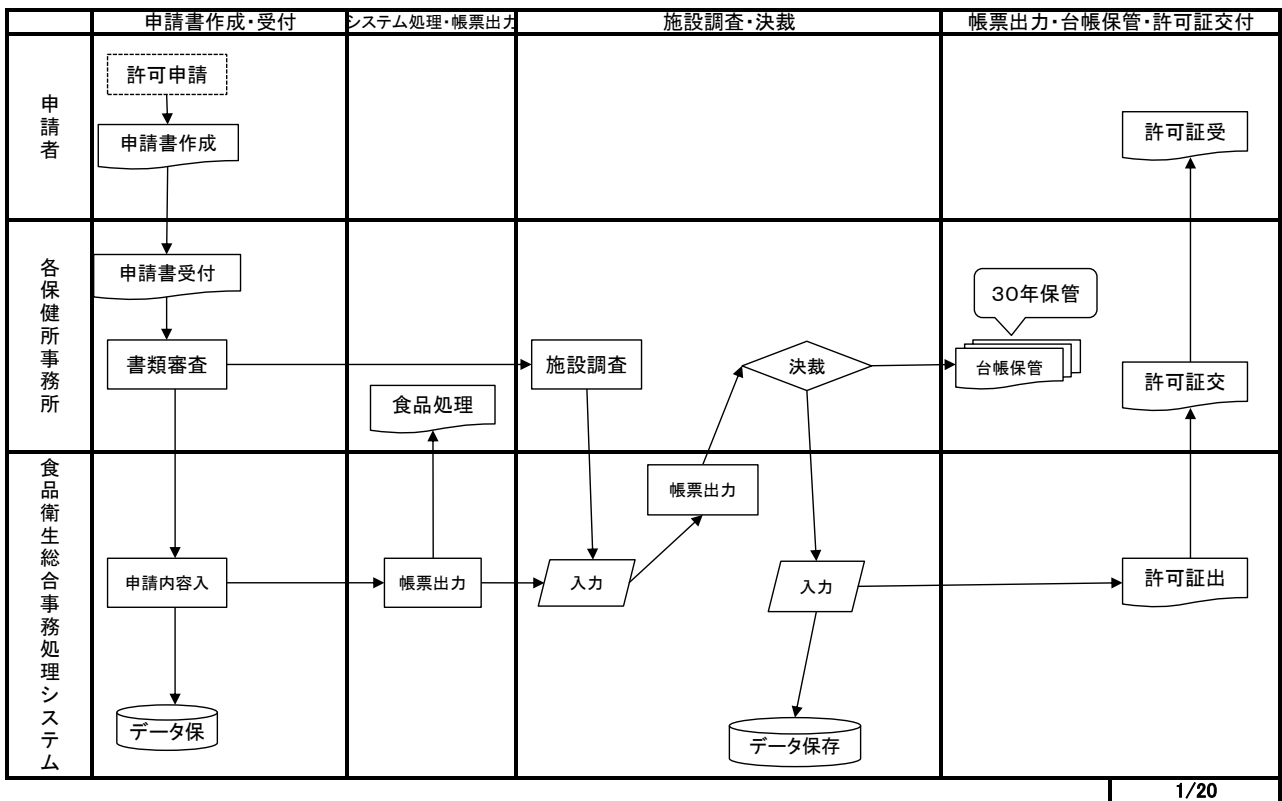 申請書作成・受付
システム処理・帳票出力
施設調査・決裁
帳票出力・台帳保管・許可証交付
申請者
許可申請
申請書作成
許可証受
各保健所事務所
申請書受付
書類審査
食品処理
施設調査
決裁
30年保管
台帳保管
許可証交
食品衛生総合事務処理システム
申請内容入
帳票出力
入力
帳票出力
入力
許可証出
データ保
データ保存
1/20